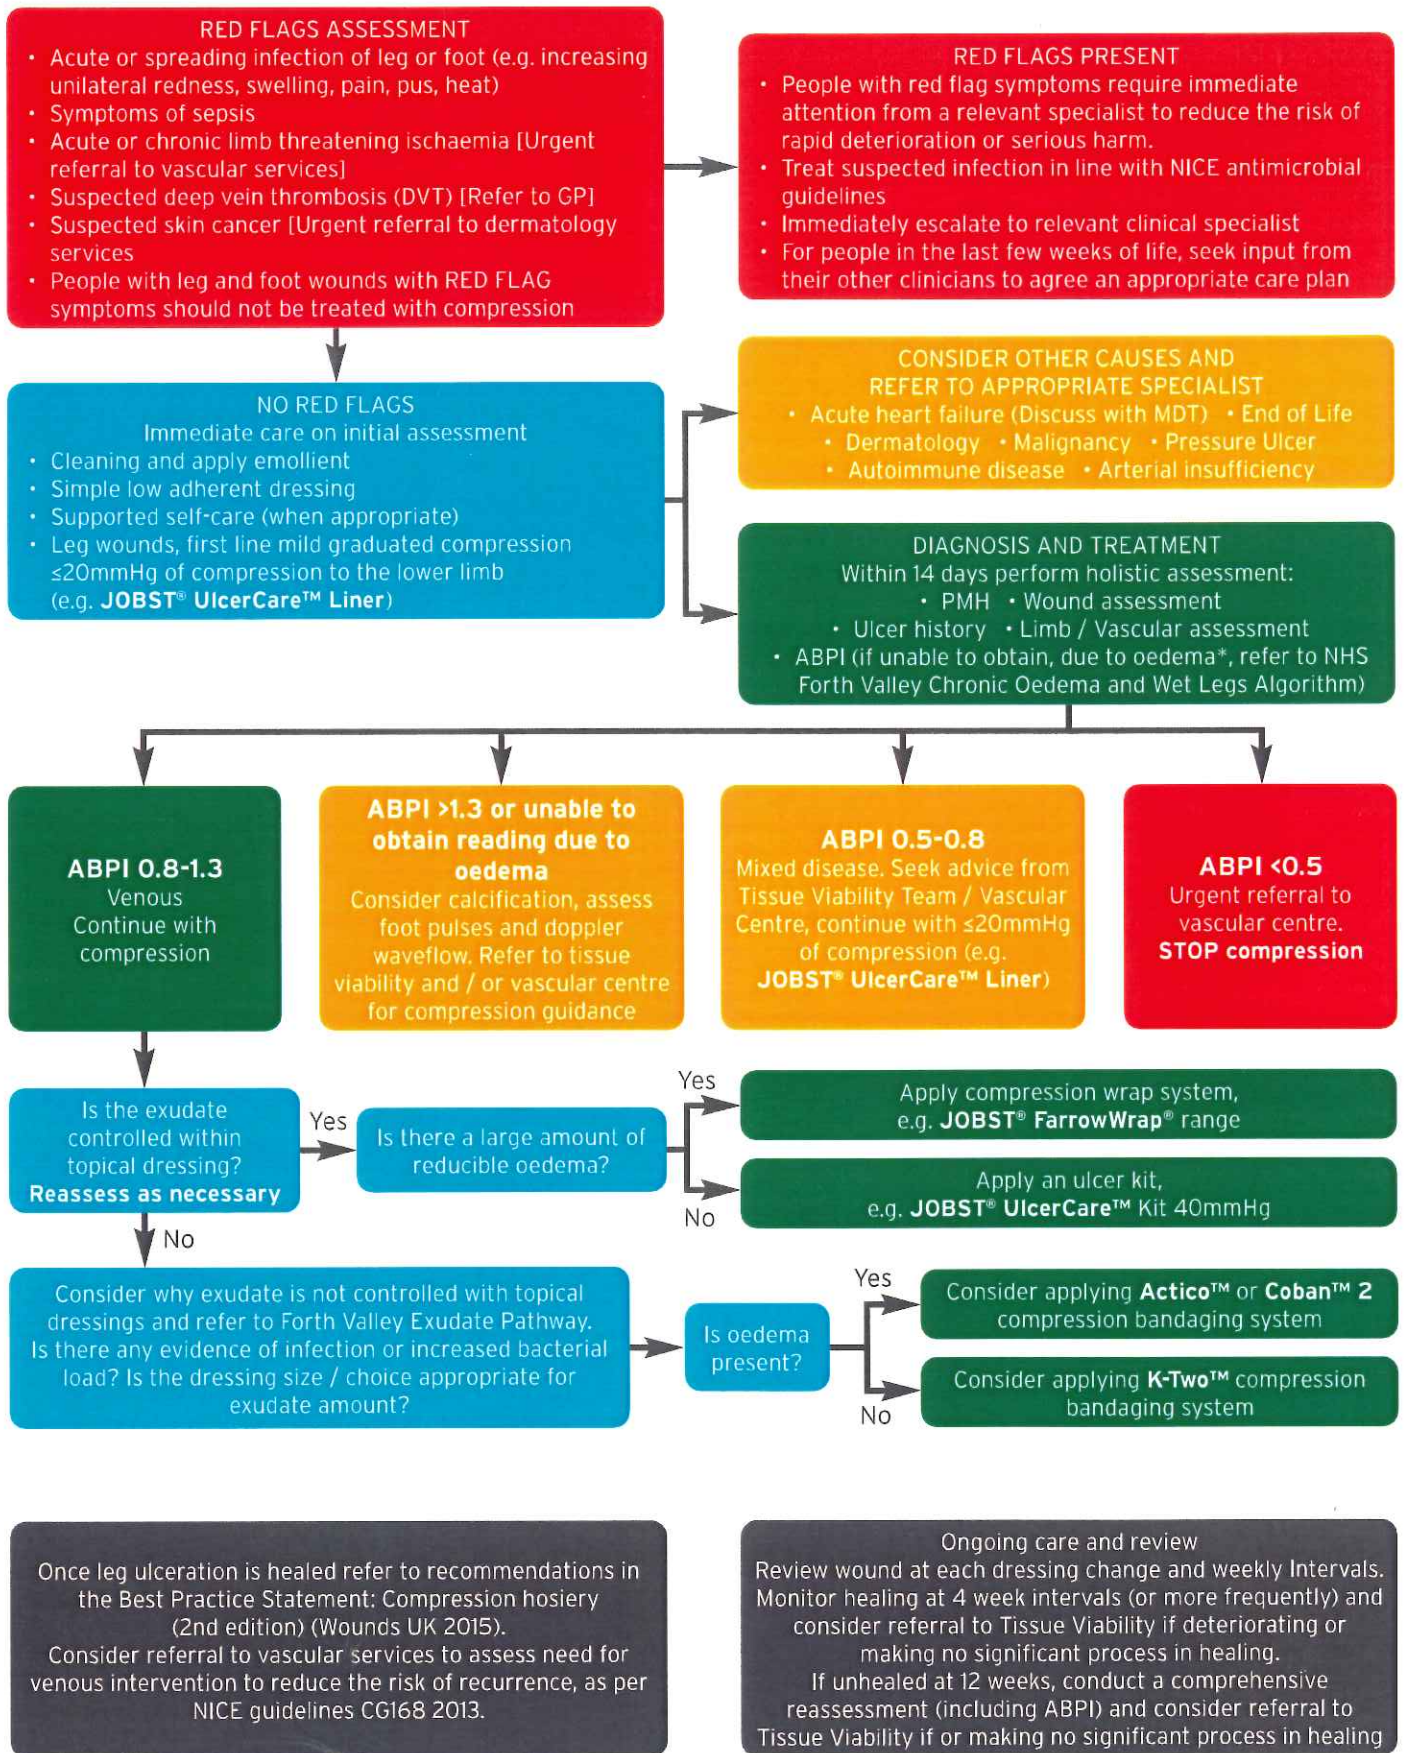 RED FLAGS ASSESSMENT
• Acute or spreading infection of leg or foot (e.g. increasing
unilateral redness, swelling, pain, pus, heat)
• Symptoms of sepsis
• Acute or chronic limb threatening ischaemia [Urgent
referral to vascular services]
• Suspected deep vein thrombosis (DVT) [Refer to GP]
• Suspected skin cancer [Urgent referral to dermatology
services
• People with leg and foot wounds with RED FLAG
symptoms should not be treated with compression
RED FLAGS PRESENT
• People with red flag symptoms require immediate
attention from a relevant specialist to reduce the risk of
rapid deterioration or serious harm.
• Treat suspected infection in line with NICE antimicrobial
guidelines
• Immediately escalate to relevant clinical specialist
• For people in the last few weeks of life, seek input from
their other clinicians to agree an appropriate care plan
NO RED FLAGS
Immediate care on initial assessment
• Cleaning and apply emollient
• Simple low adherent dressing
• Supported self-care (when appropriate)
• Leg wounds, first line mild graduated compression
≤20mmHg of compression to the lower limb
(e.g. JOBST® UlcerCare™ Liner)
CONSIDER OTHER CAUSES AND
REFER TO APPROPRIATE SPECIALIST
• Acute heart failure (Discuss with MDT) • End of Life
• Dermatology • Malignancy • Pressure Ulcer
• Autoimmune disease • Arterial insufficiency
DIAGNOSIS AND TREATMENT
Within 14 days perform holistic assessment:
• PMH • Wound assessment
• Ulcer history • Limb / Vascular assessment
• ABPI (if unable to obtain, due to oedema*, refer to NHS
Forth Valley Chronic Oedema and Wet Legs Algorithm)
ABPI 0.8-1.3
Venous
Continue with
compression
ABPI >1.3 or unable to
obtain reading due to
oedema
Consider calcification, assess
foot pulses and doppler
waveflow. Refer to tissue
viability and / or vascular centre
for compression guidance
ABPI 0.5-0.8
Mixed disease. Seek advice from
Tissue Viability Team / Vascular
Centre, continue with ≤20mmHg
of compression (e.g.
JOBST® UlcerCare™ Liner)
ABPI <0.5
Urgent referral to
vascular centre.
STOP compression
Is the exudate
controlled within
topical dressing?
Reassess as necessary
Yes
Is there a large amount of
reducible oedema?
Yes
Apply compression wrap system,
e.g. JOBST® FarrowWrap® range
No
Apply an ulcer kit,
e.g. JOBST® UlcerCare™ Kit 40mmHg
No
Consider why exudate is not controlled with topical
dressings and refer to Forth Valley Exudate Pathway.
Is there any evidence of infection or increased bacterial
load? Is the dressing size / choice appropriate for
exudate amount?
Is oedema
present?
Yes
Consider applying Actico™ or Coban™ 2
compression bandaging system
No
Consider applying K-Two™ compression
bandaging system
Once leg ulceration is healed refer to recommendations in
the Best Practice Statement: Compression hosiery
(2nd edition) (Wounds UK 2015).
Consider referral to vascular services to assess need for
venous intervention to reduce the risk of recurrence, as per
NICE guidelines CG168 2013.
Ongoing care and review
Review wound at each dressing change and weekly Intervals.
Monitor healing at 4 week intervals (or more frequently) and
consider referral to Tissue Viability if deteriorating or
making no significant process in healing.
If unhealed at 12 weeks, conduct a comprehensive
reassessment (including ABPI) and consider referral to
Tissue Viability if or making no significant process in healing